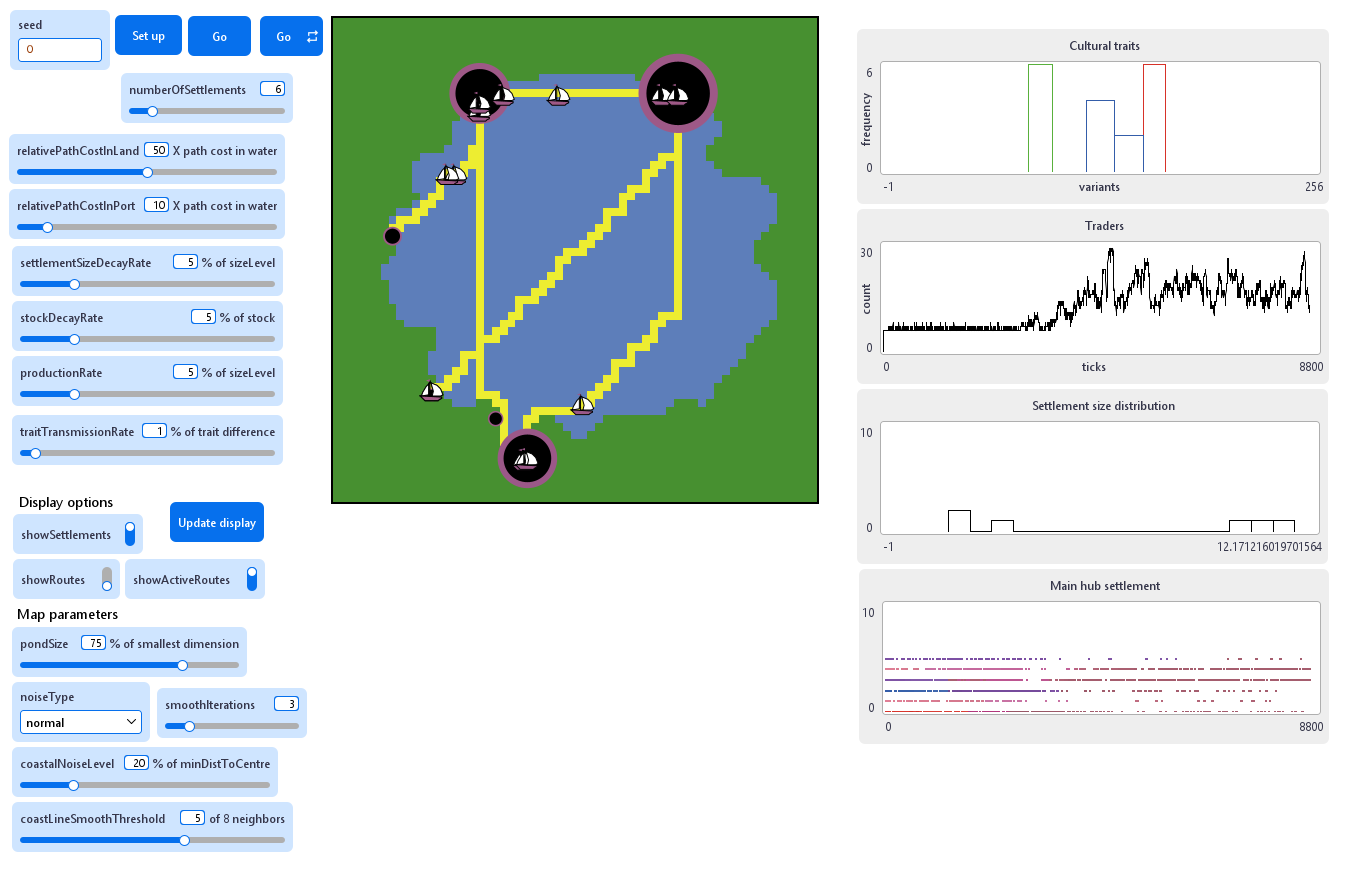 seed
0
Set up
Go
Go
numberOfSettlements 6
relativePathCostInLand 50 X path cost in water
relativePathCostInPort 10 X path cost in water
settlementSizeDecayRate 5 % of sizeLevel
stockDecayRate 5 % of stock
productionRate 5 % of sizeLevel
traitTransmissionRate 1 % of trait difference
Display options
showSettlements
Update display
showRoutes
showActiveRoutes
Map parameters
pondSize 75 % of smallest dimension
noiseType
normal
smoothIterations 3
coastalNoiseLevel 20 % of minDistToCentre
coastLineSmoothThreshold 5 of 8 neighbors
Cultural traits
6
frequency
0
-1
variants
256
Traders
30
count
0
0
ticks
8800
Settlement size distribution
10
0
-1
12.171216019701564
Main hub settlement
10
0
0
8800